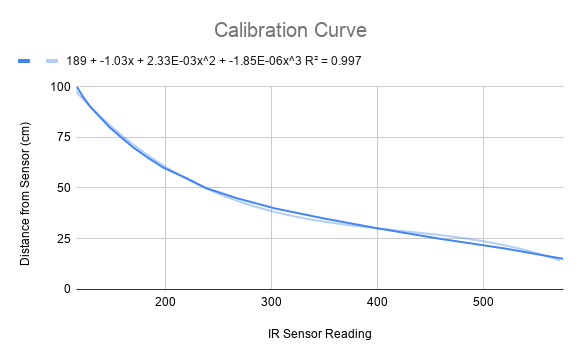 Calibration Curve
189 + -1.03x + 2.33E-03x^2 + -1.85E-06x^3 R² = 0.997
100
75
50
25
0
Distance from Sensor (cm)
200 300 400 500
IR Sensor Reading